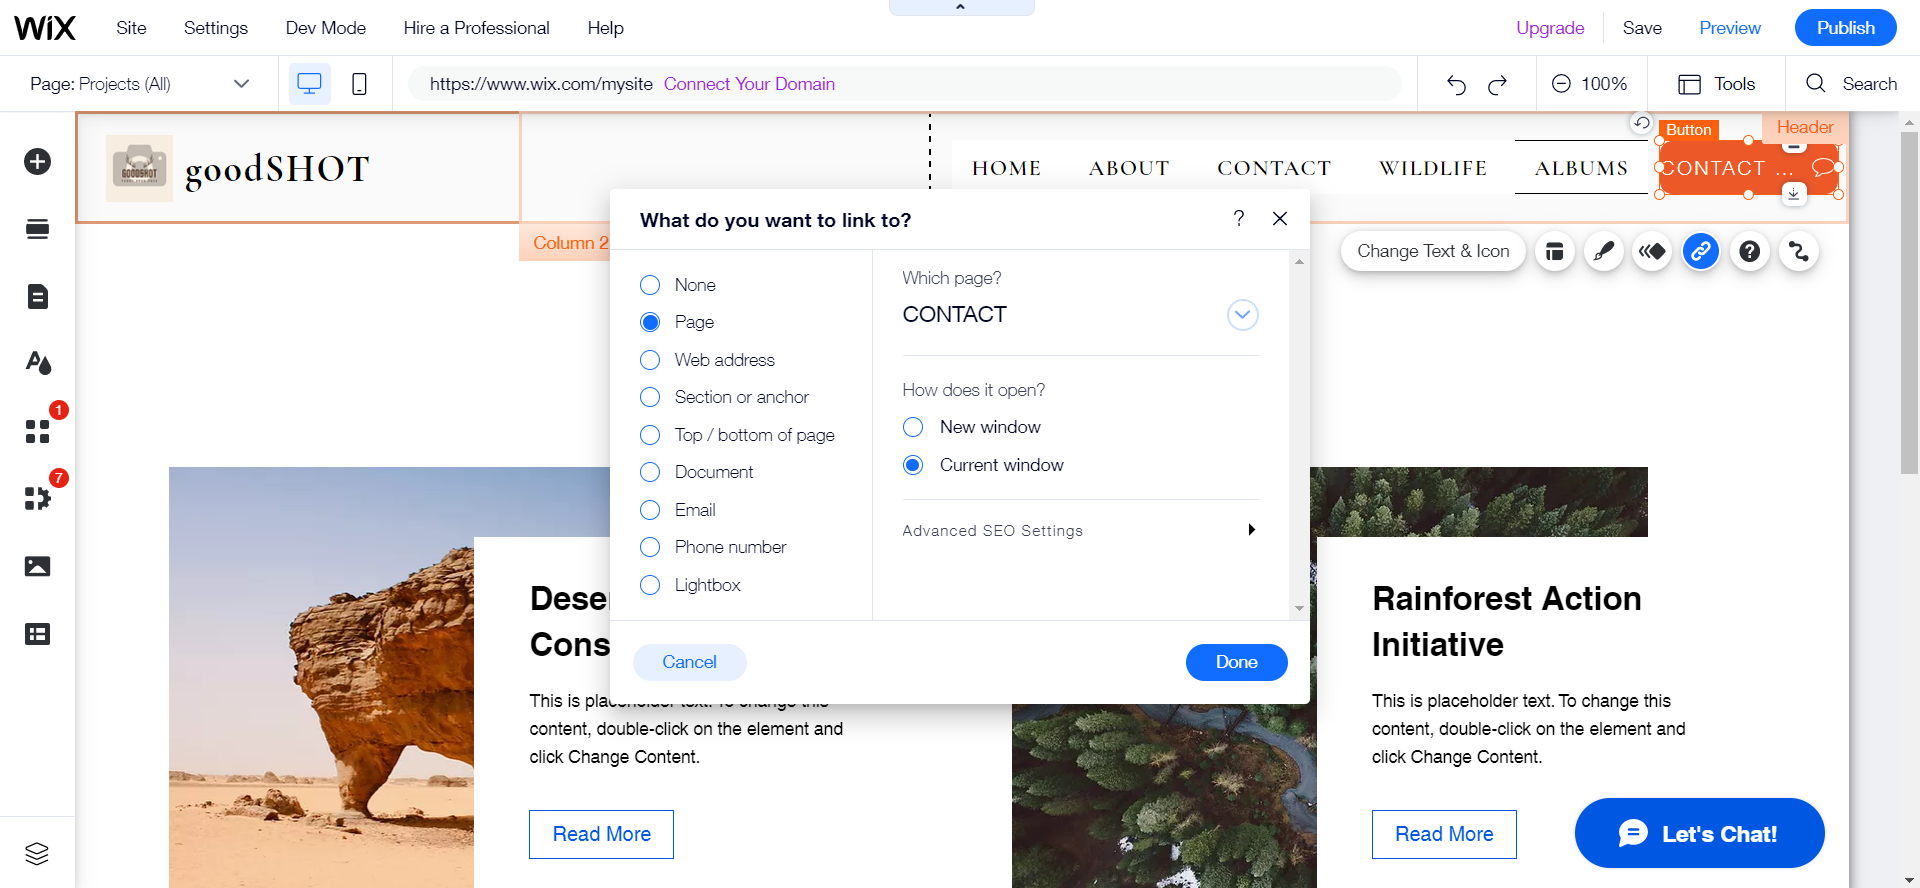 WiX Site Settings Dev Mode Hire a Professional Help Upgrade Save Preview Publish
Page: Projects (All) https://www.wix.com/mysite Connect Your Domain 100% Tools Search
GOODSHOT
goodSHOT
HOME ABOUT CONTACT WILDLIFE ALBUMS
Button
CONTACT ...
Header
Column 2
Change Text & Icon
1
7
What do you want to link to? ?
None
Page
Web address
Section or anchor
Top / bottom of page
Document
Email
Phone number
Lightbox
Which page?
CONTACT
How does it open?
New window
Current window
Advanced SEO Settings
Cancel Done
Cons
This is placeholder text. To change this
content, double-click on the element and
click Change Content.
Read More
Rainforest Action
Initiative
This is placeholder text. To change this
content, double-click on the element and
click Change Content.
Read More
Let's Chat!